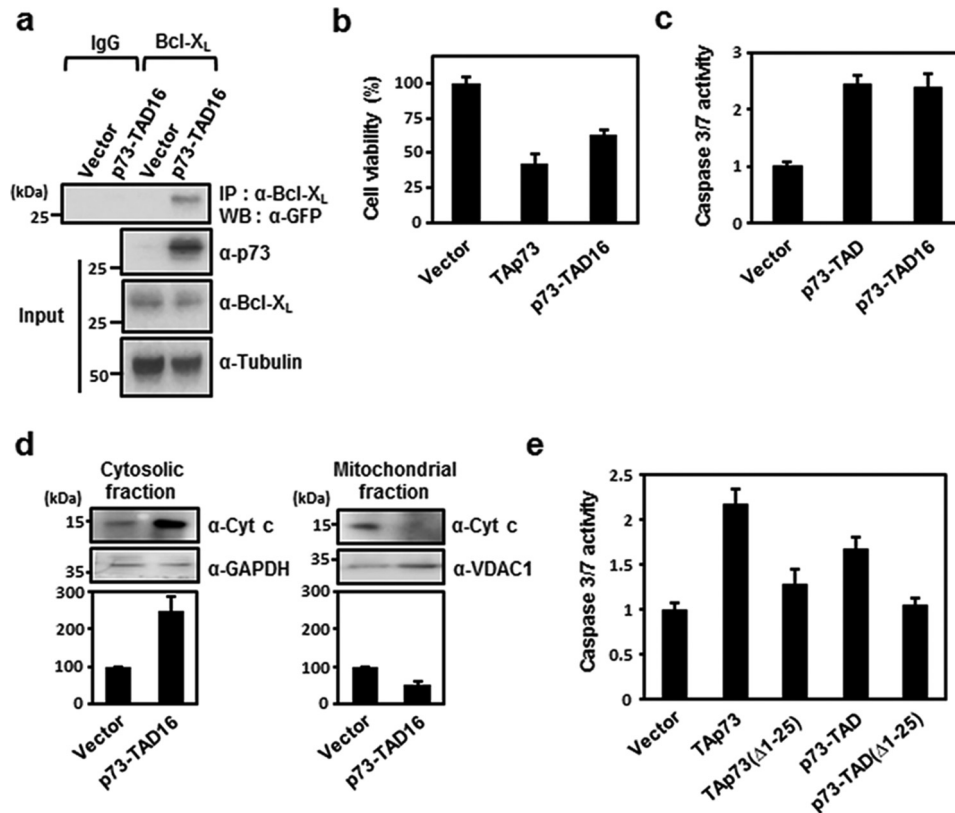 a
IgG Bcl-XL
Vector
p73-TAD16
Vector
p73-TAD16
(kDa)
25
IP : α-Bcl-XL
WB : α-GFP
25
α-p73
Input
25
α-Bcl-XL
50
α-Tubulin
b
Cell viability (%)
100
75
50
25
0
Vector
TAp73
p73-TAD16
c
Caspase 3/7 activity
3
2
1
0
Vector
p73-TAD
p73-TAD16
d
Cytosolic
fraction
(kDa)
15
α-Cyt c
35
α-GAPDH
300
200
100
0
Vector
p73-TAD16
Mitochondrial
fraction
(kDa)
15
α-Cyt c
35
α-VDAC1
300
200
100
0
Vector
p73-TAD16
e
Caspase 3/7 activity
2.5
2
1.5
1
0.5
0
Vector
TAp73
TAp73(Δ1-25)
p73-TAD
p73-TAD(Δ1-25)